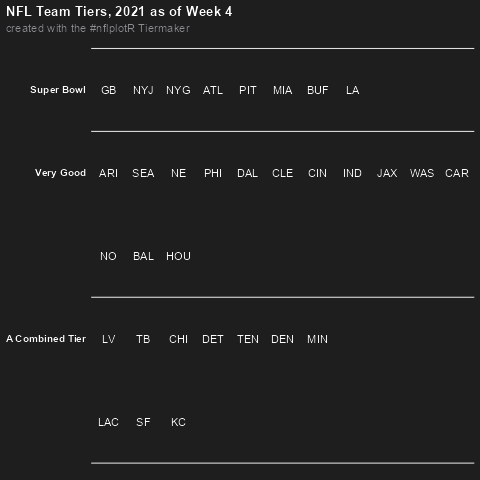 NFL Team Tiers, 2021 as of Week 4
created with the #nflplotR Tiermaker
Super Bowl GB NYJ NYG ATL PIT MIA BUF LA
Very Good ARI SEA NE PHI DAL CLE CIN IND JAX WAS CAR
NO BAL HOU
A Combined Tier LV TB CHI DET TEN DEN MIN
LAC SF KC